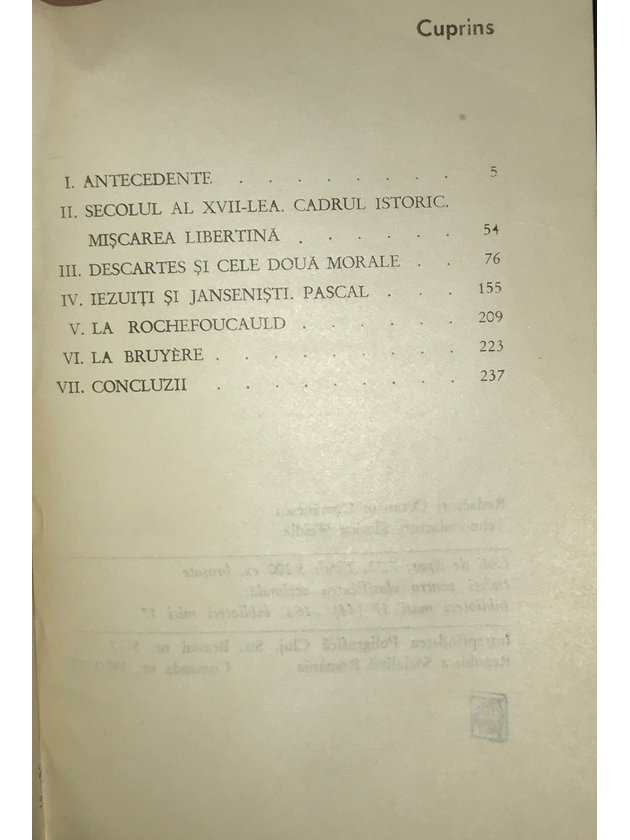 Cuprins
I. ANTECEDENTE . . . . . . . . 5
II. SECOLUL AL XVII-LEA. CADRUL ISTORIC.
MIȘCAREA LIBERTINĂ . . . . . . 54
III. DESCARTES ȘI CELE DOUĂ MORALE . . 76
IV. IEZUIȚI ȘI JANSENIȘTI. PASCAL . . . 155
V. LA ROCHEFOUCAULD . . . . . . 209
VI. LA BRUYÈRE . . . . . . . . . 223
VII. CONCLUZII . . . . . . . . . 237